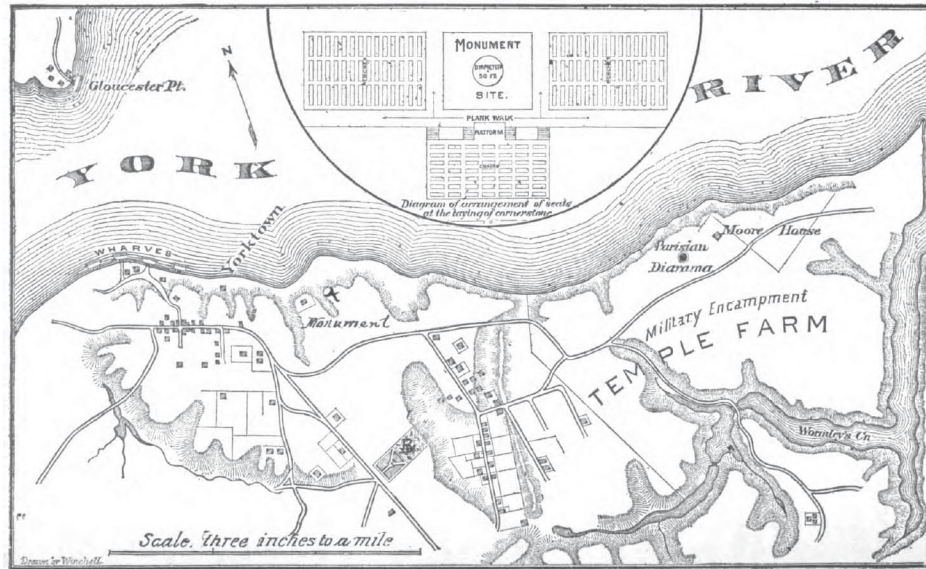 MONUMENT
DIAMETER
50 FT.
SITE.
PLANK WALK
PLATFORM
Diagram of arrangement of seats
at the laying of cornerstone
N
Gloucester Pt.
YORK
RIVER
WHARVES
Yorktown
Monument
Parisian
Diarama
Moore House
Military Encampment
TEMPLE FARM
Wormley's Cr.
Scale, Three inches to a mile
Drawn by Winchell.